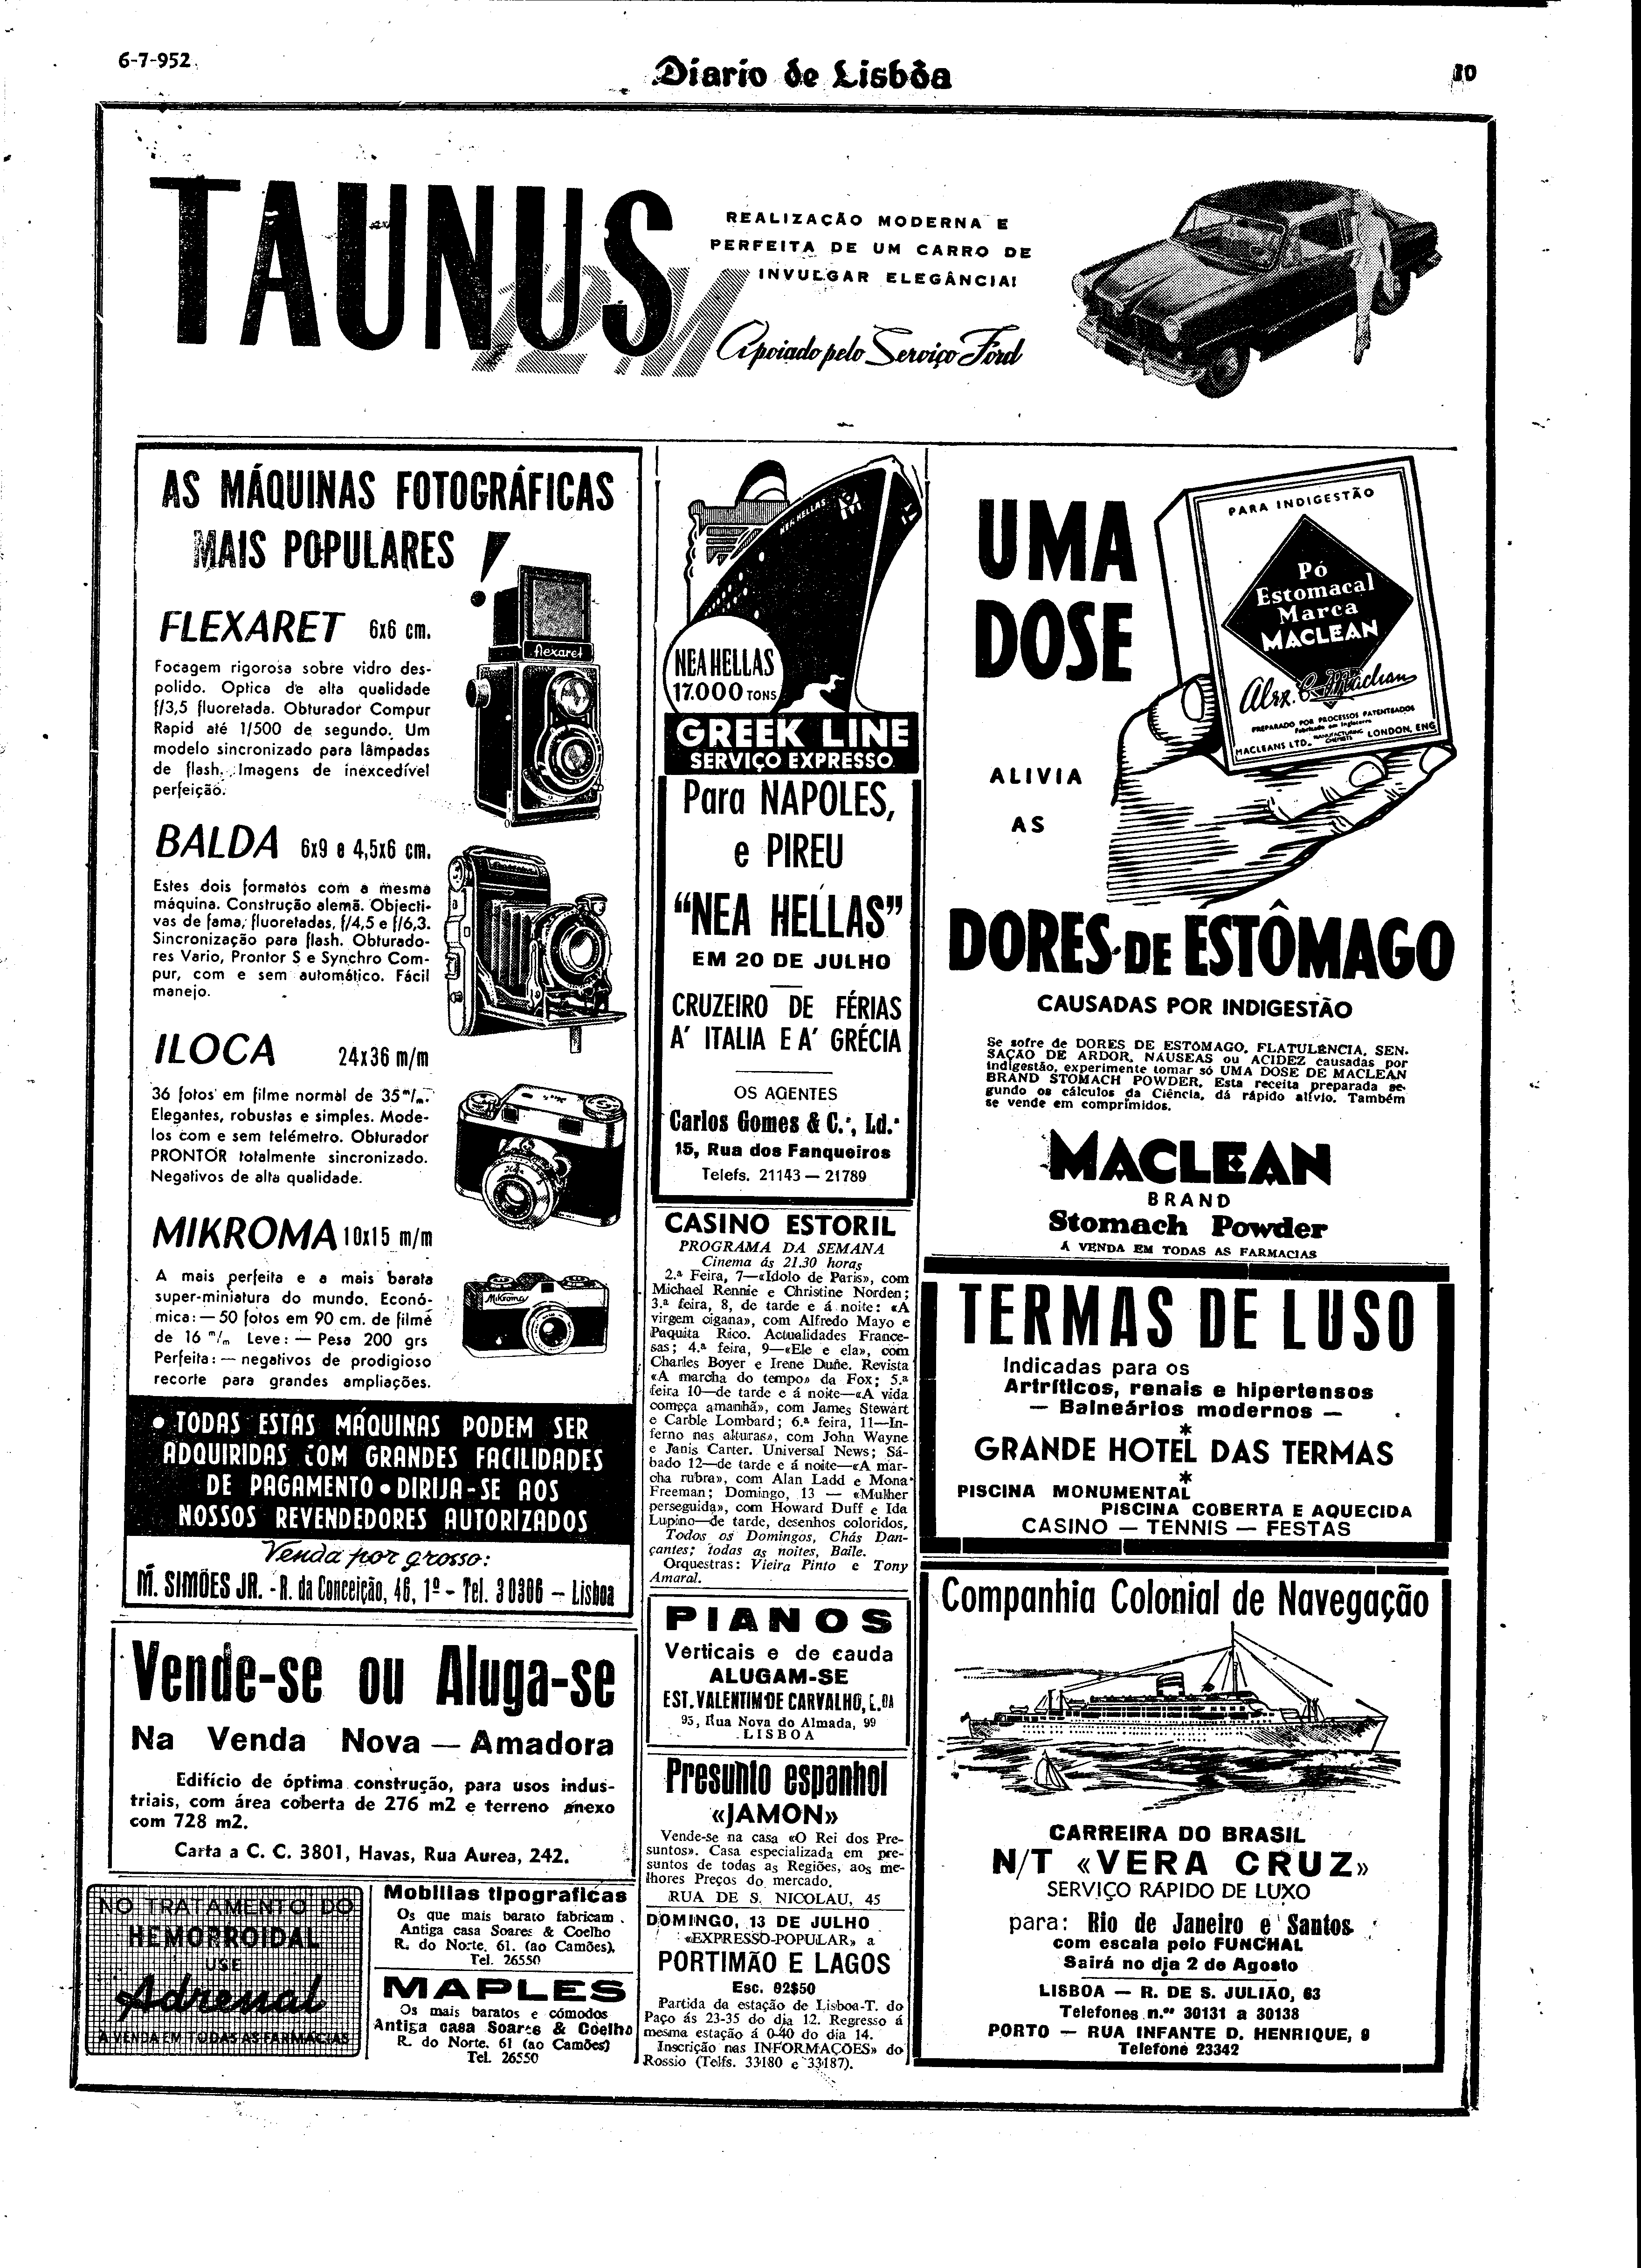 6-7-952
Diario de Lisbôa
10
TAUNUS
12M
REALIZAÇÃO MODERNA E
PERFEITA DE UM CARRO DE
INVULGAR ELEGÂNCIA!
Apoiado pelo Serviço Ford
AS MÁQUINAS FOTOGRÁFICAS
MAIS POPULARES!
FLEXARET 6x6 cm.
Focagem rigorosa sobre vidro des-
polido. Optica de alta qualidade
f/3,5 fluoretada. Obturador Compur
Rapid até 1/500 de segundo. Um
modelo sincronizado para lâmpadas
de flash. Imagens de inexcedível
perfeição.
flexaret
BALDA 6x9 e 4,5x6 cm.
Estes dois formatos com a mesma
máquina. Construção alemã. Objecti-
vas de fama, fluoretadas, f/4,5 e f/6,3.
Sincronização para flash. Obturado-
res Vario, Prontor S e Synchro Com-
pur, com e sem automático. Fácil
manejo.
ILOCA 24x36 m/m
36 fotos em filme normal de 35 m/m.
Elegantes, robustas e simples. Mode-
los com e sem telémetro. Obturador
PRONTOR totalmente sincronizado.
Negativos de alta qualidade.
MIKROMA 10x15 m/m
A mais perfeita e a mais barata
super-miniatura do mundo. Econó-
mica: — 50 fotos em 90 cm. de filme
de 16 m/m Leve: — Pesa 200 grs
Perfeita: — negativos de prodigioso
recorte para grandes ampliações.
Mikroma
• TODAS ESTAS MÁQUINAS PODEM SER
ADQUIRIDAS COM GRANDES FACILIDADES
DE PAGAMENTO • DIRIJA-SE AOS
NOSSOS REVENDEDORES AUTORIZADOS
Venda por grosso:
M. SIMÕES JR. - R. da Conceição, 46, 1º - Tel. 30386 - Lisboa
Vende-se ou Aluga-se
Na Venda Nova — Amadora
Edifício de óptima construção, para usos indus-
triais, com área coberta de 276 m2 e terreno anexo
com 728 m2.
Carta a C. C. 3801, Havas, Rua Aurea, 242.
NO TRATAMENTO DO
HEMORROIDAL
USE
Adrenal
A VENDA EM TODAS AS FARMÁCIAS
Mobilias tipograficas
Os que mais barato fabricam
Antiga casa Soares & Coelho
R. do Norte, 61. (ao Camões).
Tel. 26550
MAPLES
Os mais baratos e cómodos
Antiga casa Soares & Coelho
R. do Norte, 61 (ao Camões)
Tel. 26550
NEA HELLAS
NEA HELLAS
17.000 TONS
GREEK LINE
SERVIÇO EXPRESSO
Para NAPOLES,
e PIREU
“NEA HELLAS”
EM 20 DE JULHO
CRUZEIRO DE FÉRIAS
A' ITALIA E A' GRÉCIA
OS AGENTES
Carlos Gomes & C.ª, Ld.ª
15, Rua dos Fanqueiros
Telefs. 21143 — 21789
CASINO ESTORIL
PROGRAMA DA SEMANA
Cinema ás 21.30 horas
2.ª Feira, 7—«Idolo de Paris», com
Michael Rennie e Christine Norden;
3.ª feira, 8, de tarde e á noite: «A
virgem cigana», com Alfredo Mayo e
Paquita Rico. Actualidades France-
sas; 4.ª feira, 9—«Ele e ela», com
Charles Boyer e Irene Duñe. Revista
«A marcha do tempo» da Fox; 5.ª
feira 10—de tarde e á noite—«A vida
começa amanhã», com James Stewart
e Carble Lombard; 6.ª feira, 11—In-
ferno nas alturas», com John Wayne
e Janis Carter. Universal News; Sá-
bado 12—de tarde e á noite—«A mar-
cha rubra», com Alan Ladd e Mona
Freeman; Domingo, 13 — «Mulher
perseguida», com Howard Duff e Ida
Lupino—de tarde, desenhos coloridos.
Todos os Domingos, Chás Dan-
çantes; todas as noites, Baile.
Orquestras: Vieira Pinto e Tony
Amaral.
PIANOS
Verticais e de cauda
ALUGAM-SE
EST. VALENTIM DE CARVALHO, L.DA
95, Rua Nova do Almada, 99
LISBOA
Presunto espanhol
«JAMON»
Vende-se na casa «O Rei dos Pre-
suntos». Casa especializada em pre-
suntos de todas as Regiões, aos me-
lhores Preços do mercado.
RUA DE S. NICOLAU, 45
DOMINGO, 13 DE JULHO
«EXPRESSO-POPULAR» a
PORTIMÃO E LAGOS
Esc. 92$50
Partida da estação de Lisboa-T. do
Paço ás 23-35 do dia 12. Regresso á
mesma estação á 0-40 do dia 14.
Inscrição nas INFORMAÇÕES» do
Rossio (Telfs. 33180 e 33187).
UMA
DOSE
ALIVIA
AS
PARA INDIGESTÃO
Pó
Estomacal
Marca
MACLEAN
Alex. C. Maclean
PREPARADO POR PROCESSOS PATENTEADOS
Fabricado em Inglaterra
MACLEANS LTD. MANUFACTURING CHEMISTS LONDON, ENG
DORES DE ESTÔMAGO
CAUSADAS POR INDIGESTÃO
Se sofre de DORES DE ESTOMAGO, FLATULÊNCIA, SEN-
SAÇÃO DE ARDOR, NAUSEAS ou ACIDEZ causadas por
indigestão, experimente tomar só UMA DOSE DE MACLEAN
BRAND STOMACH POWDER. Esta receita preparada se-
gundo os cálculos da Ciência, dá rápido alívio. Também
se vende em comprimidos.
MACLEAN
BRAND
Stomach Powder
A VENDA EM TODAS AS FARMACIAS
TERMAS DE LUSO
Indicadas para os
Artríticos, renais e hipertensos
— Balneários modernos —
*
GRANDE HOTEL DAS TERMAS
*
PISCINA MONUMENTAL
PISCINA COBERTA E AQUECIDA
CASINO — TENNIS — FESTAS
Companhia Colonial de Navegação
CARREIRA DO BRASIL
N/T «VERA CRUZ»
SERVIÇO RÁPIDO DE LUXO
para: Rio de Janeiro e Santos
com escala pelo FUNCHAL
Sairá no dia 2 de Agosto
LISBOA — R. DE S. JULIÃO, 63
Telefones n.os 30131 a 30138
PORTO — RUA INFANTE D. HENRIQUE, 9
Telefone 23342